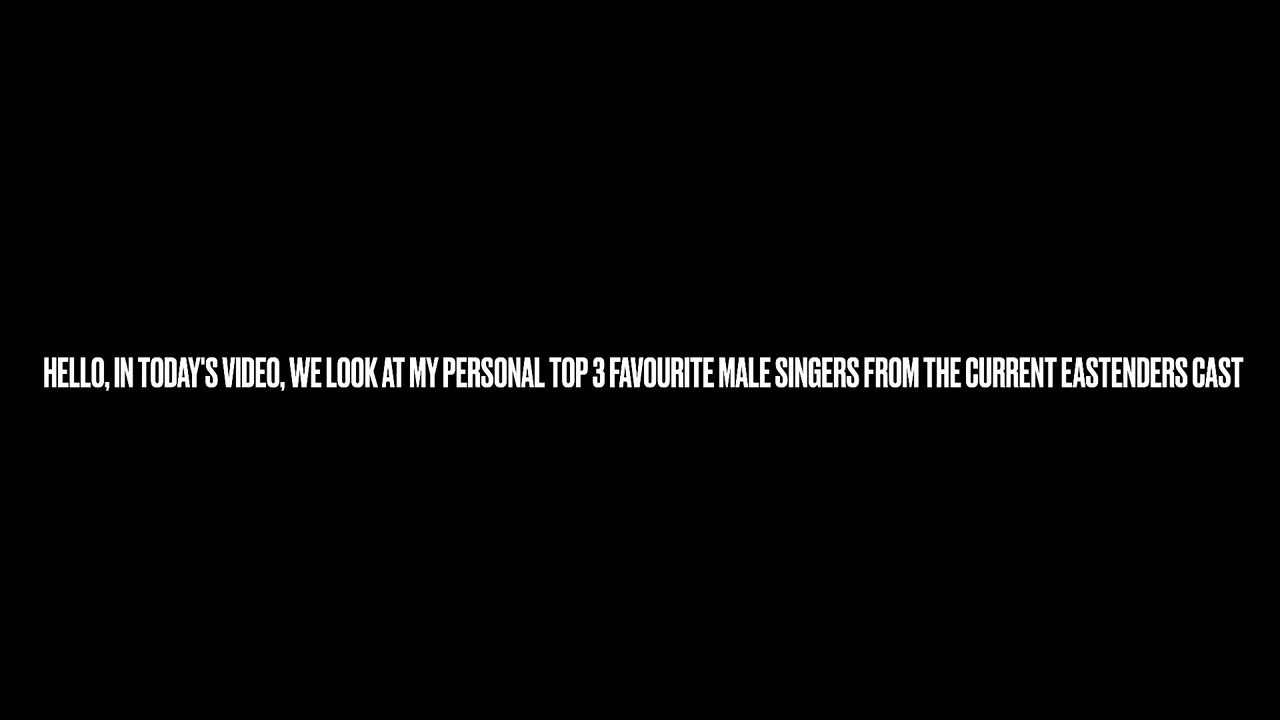 HELLO, IN TODAY'S VIDEO, WE LOOK AT MY PERSONAL TOP 3 FAVOURITE MALE SINGERS FROM THE CURRENT EASTENDERS CAST